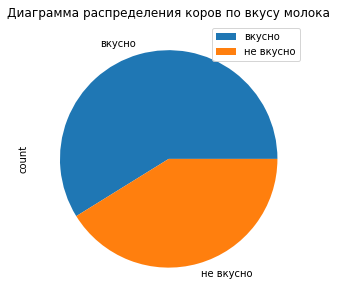 Диаграмма распределения коров по вкусу молока
вкусно
не вкусно
вкусно
count
не вкусно